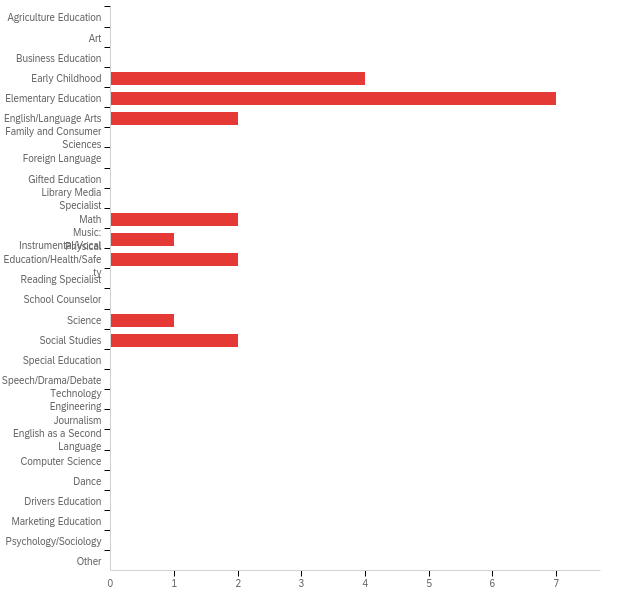 Agriculture Education
Art
Business Education
Early Childhood
Elementary Education
English/Language Arts
Family and Consumer
Sciences
Foreign Language
Gifted Education
Library Media
Specialist
Math
Music:
Instrumental/Vocal
Physical
Education/Health/Safe
ty
Reading Specialist
School Counselor
Science
Social Studies
Special Education
Speech/Drama/Debate
Technology
Engineering
Journalism
English as a Second
Language
Computer Science
Dance
Drivers Education
Marketing Education
Psychology/Sociology
Other
0 1 2 3 4 5 6 7